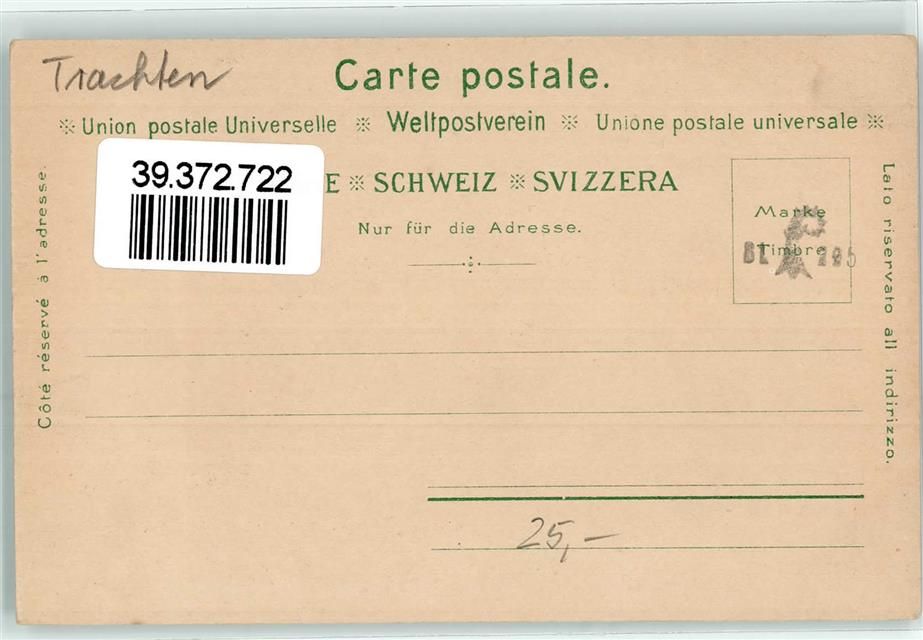 Trachten
Carte postale.
Union postale Universelle Weltpostverein Unione postale universale
39.372.722
E SCHWEIZ SVIZZERA
Nur für die Adresse.
Marke
Timbre
Côté réservé à l'adresse.
Lato riservato all indirizzo.
25,-